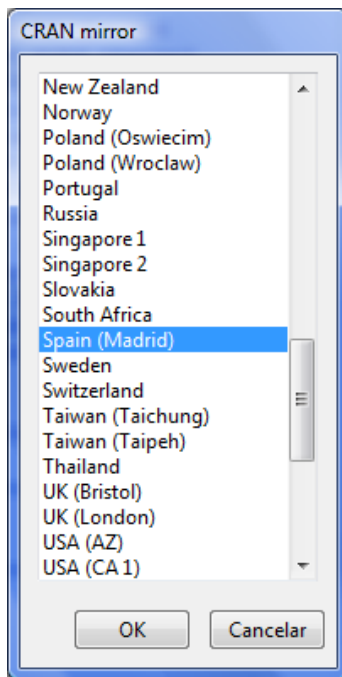 CRAN mirror
New Zealand
Norway
Poland (Oswiecim)
Poland (Wroclaw)
Portugal
Russia
Singapore 1
Singapore 2
Slovakia
South Africa
Spain (Madrid)
Sweden
Switzerland
Taiwan (Taichung)
Taiwan (Taipeh)
Thailand
UK (Bristol)
UK (London)
USA (AZ)
USA (CA 1)
OK Cancelar